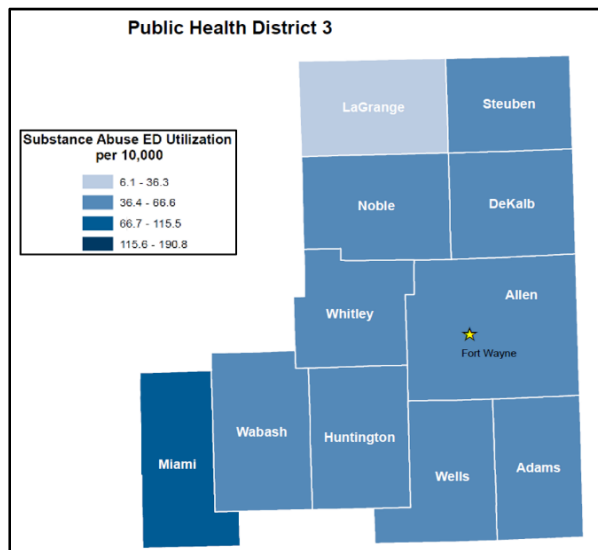 Public Health District 3
LaGrange
Steuben
Substance Abuse ED Utilization
per 10,000
6.1 - 36.3
36.4 - 66.6
66.7 - 115.5
115.6 - 190.8
Noble
DeKalb
Allen
Whitley
Fort Wayne
Wabash
Huntington
Miami
Wells
Adams